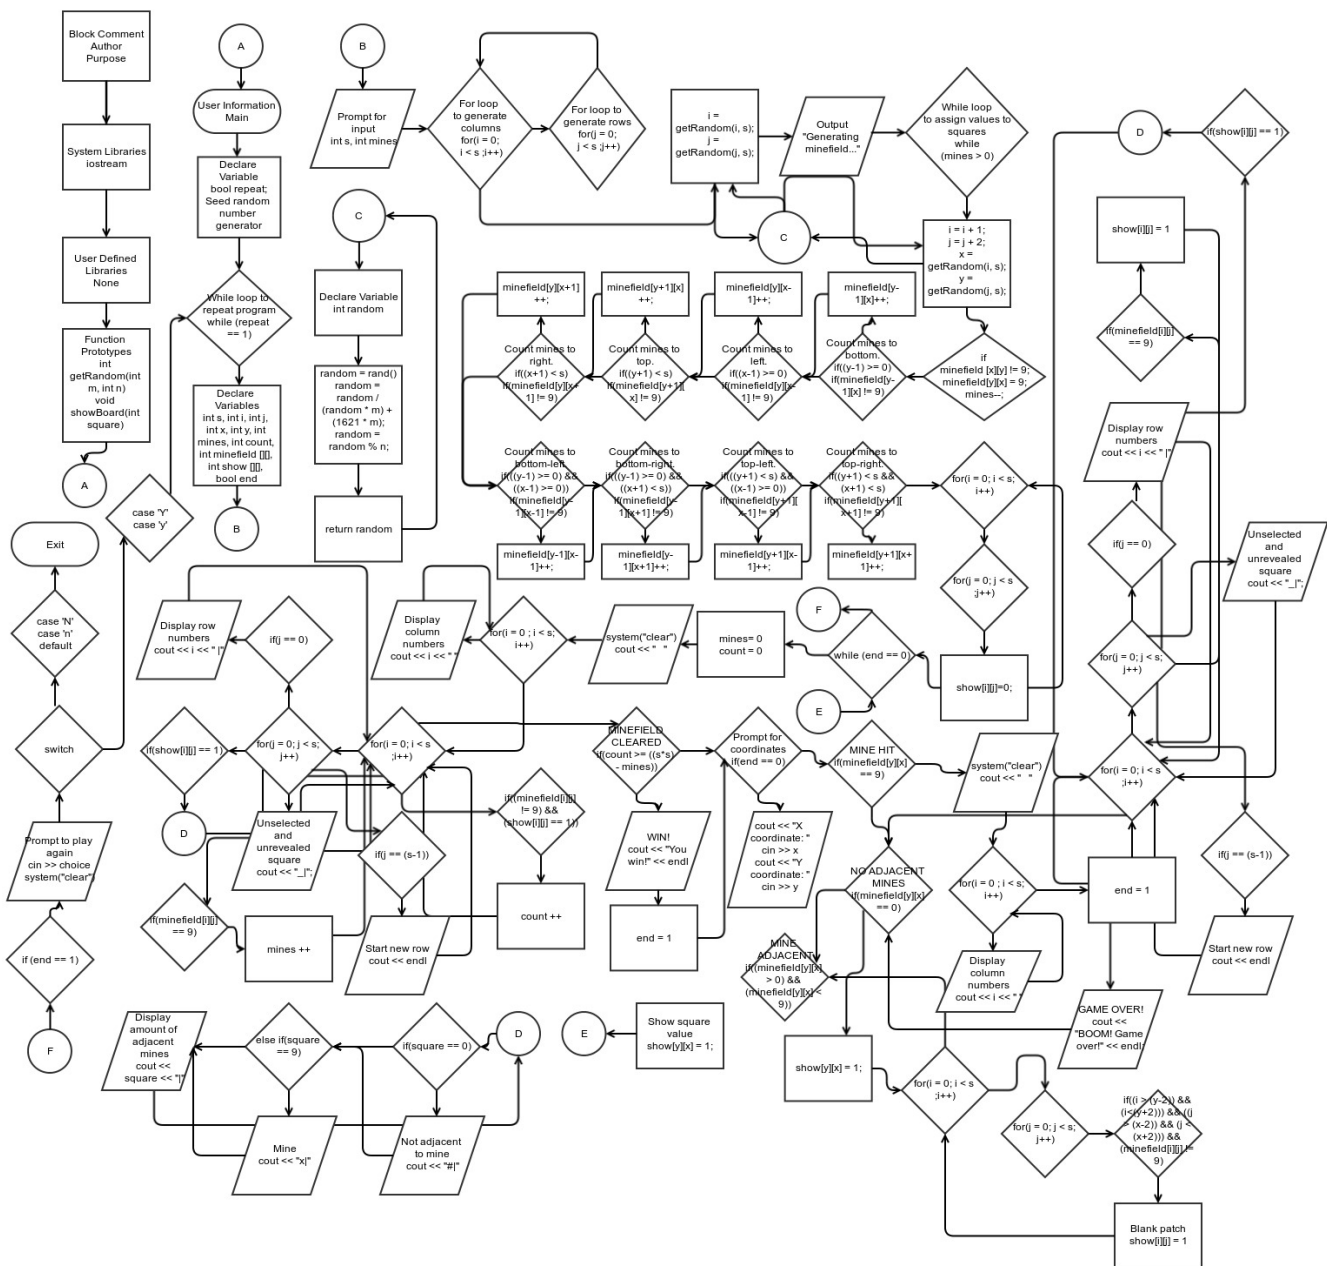 Block Comment
Author
Purpose
System Libraries
iostream
User Defined
Libraries
None
Function
Prototypes
int
getRandom(int
m, int n)
void
showBoard(int
square)
A
A
User Information
Main
Declare
Variable
bool repeat;
Seed random
number
generator
While loop to
repeat program
while (repeat
== 1)
Declare
Variables
int s, int i, int j,
int x, int y, int
mines, int count,
int minefield [][],
int show [][],
bool end
B
case 'Y'
case 'y'
Exit
case 'N'
case 'n'
default
switch
Prompt to play
again
cin >> choice
system("clear")
if (end == 1)
F
B
Prompt for
input
int s, int mines
For loop
to generate
columns
for(i = 0;
i < s ;i++)
For loop to
generate rows
for(j = 0;
j < s ;j++)
i =
getRandom(i, s);
j =
getRandom(j, s);
Output
"Generating
minefield..."
While loop
to assign values to
squares
while
(mines > 0)
C
C
Declare Variable
int random
random = rand()
random =
random /
(random * m) +
(1621 * m);
random =
random % n;
return random
i = i + 1;
j = j + 2;
x =
getRandom(i, s);
y =
getRandom(j, s);
if
minefield [x][y] != 9;
minefield[y][x] = 9;
mines--;
minefield[y][x+1]
++;
minefield[y+1][x]
++;
minefield[y][x-
1]++;
minefield[y-
1][x]++;
Count mines to
right.
if((x+1) < s)
if(minefield[y][x+
1] != 9)
Count mines to
top.
if((y+1) < s)
if(minefield[y+1][
x] != 9)
Count mines to
left.
if((x-1) >= 0)
if(minefield[y][x-
1] != 9)
Count mines to
bottom.
if((y-1) >= 0)
if(minefield[y-
1][x] != 9)
Count mines to
bottom-left.
if(((y-1) >= 0) &&
((x-1) >= 0))
if(minefield[y-
1][x-1] != 9)
Count mines to
bottom-right.
if(((y-1) >= 0) &&
((x+1) < s))
if(minefield[y-
1][x+1] != 9)
Count mines to
top-left.
if(((y+1) < s) &&
((x-1) >= 0))
if(minefield[y+1][
x-1] != 9)
Count mines to
top-right.
if((y+1) < s &&
(x+1) < s)
if(minefield[y+1][
x+1] != 9)
minefield[y-1][x-
1]++;
minefield[y-
1][x+1]++;
minefield[y+1][x-
1]++;
minefield[y+1][x+
1]++;
for(i = 0; i < s;
i++)
for(j = 0; j < s
;j++)
show[i][j]=0;
while (end == 0)
F
E
mines= 0
count = 0
system("clear")
cout << "   "
for(i = 0 ; i < s;
i++)
Display
column
numbers
cout << i << " "
for(i = 0; i < s
;i++)
for(j = 0; j < s;
j++)
if(j == 0)
Display row
numbers
cout << i << " |"
if(show[i][j] == 1)
D
Unselected
and
unrevealed
square
cout << "_|";
if(j == (s-1))
Start new row
cout << endl
if(minefield[i][j]
== 9)
mines ++
if((minefield[i][j]
!= 9) &&
(show[i][j] == 1))
count ++
MINEFIELD
CLEARED
if(count >= ((s*s)
- mines))
WIN!
cout << "You
win!" << endl
end = 1
Prompt for
coordinates
if(end == 0)
cout << "X
coordinate: "
cin >> x
cout << "Y
coordinate: "
cin >> y
MINE HIT
if(minefield[y][x]
== 9)
system("clear")
cout << "   "
for(i = 0 ; i < s;
i++)
Display
column
numbers
cout << i << " "
NO ADJACENT
MINES
if(minefield[y][x]
== 0)
MINE
ADJACENT
if((minefield[y][x]
> 0) &&
(minefield[y][x] <
9))
show[y][x] = 1;
for(i = 0; i < s
;i++)
for(j = 0; j < s;
j++)
if((i > (y-2)) &&
(i<(y+2))) && ((j
> (x-2)) && (j <
(x+2))) &&
(minefield[i][j] !=
9)
Blank patch
show[i][j] = 1
E
Show square
value
show[y][x] = 1;
D
if(square == 0)
Not adjacent
to mine
cout << "#|"
else if(square
== 9)
Mine
cout << "x|"
Display
amount of
adjacent
mines
cout <<
square << "|"
D
if(show[i][j] == 1)
show[i][j] = 1
if(minefield[i][j]
== 9)
Display row
numbers
cout << i << " |"
if(j == 0)
Unselected
and
unrevealed
square
cout << "_|";
for(j = 0; j < s;
j++)
for(i = 0; i < s
;i++)
if(j == (s-1))
Start new row
cout << endl
end = 1
GAME OVER!
cout <<
"BOOM! Game
over!" << endl;